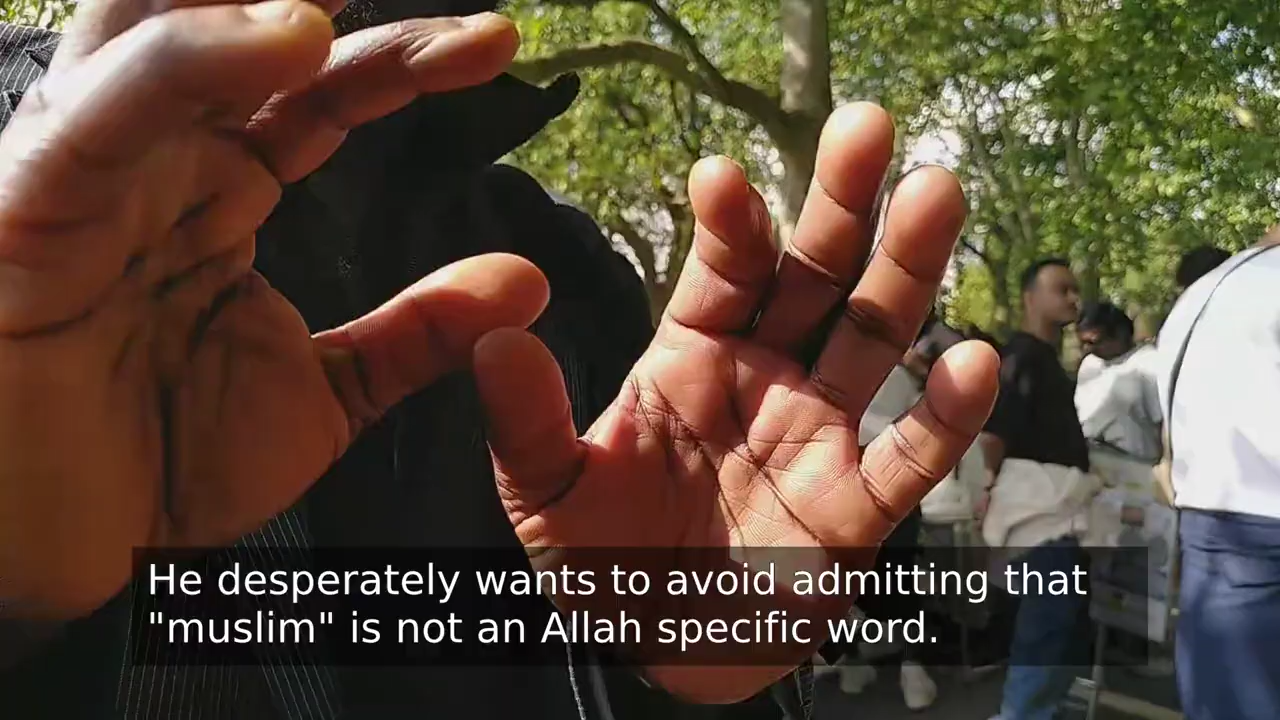 He desperately wants to avoid admitting that
"muslim" is not an Allah specific word.